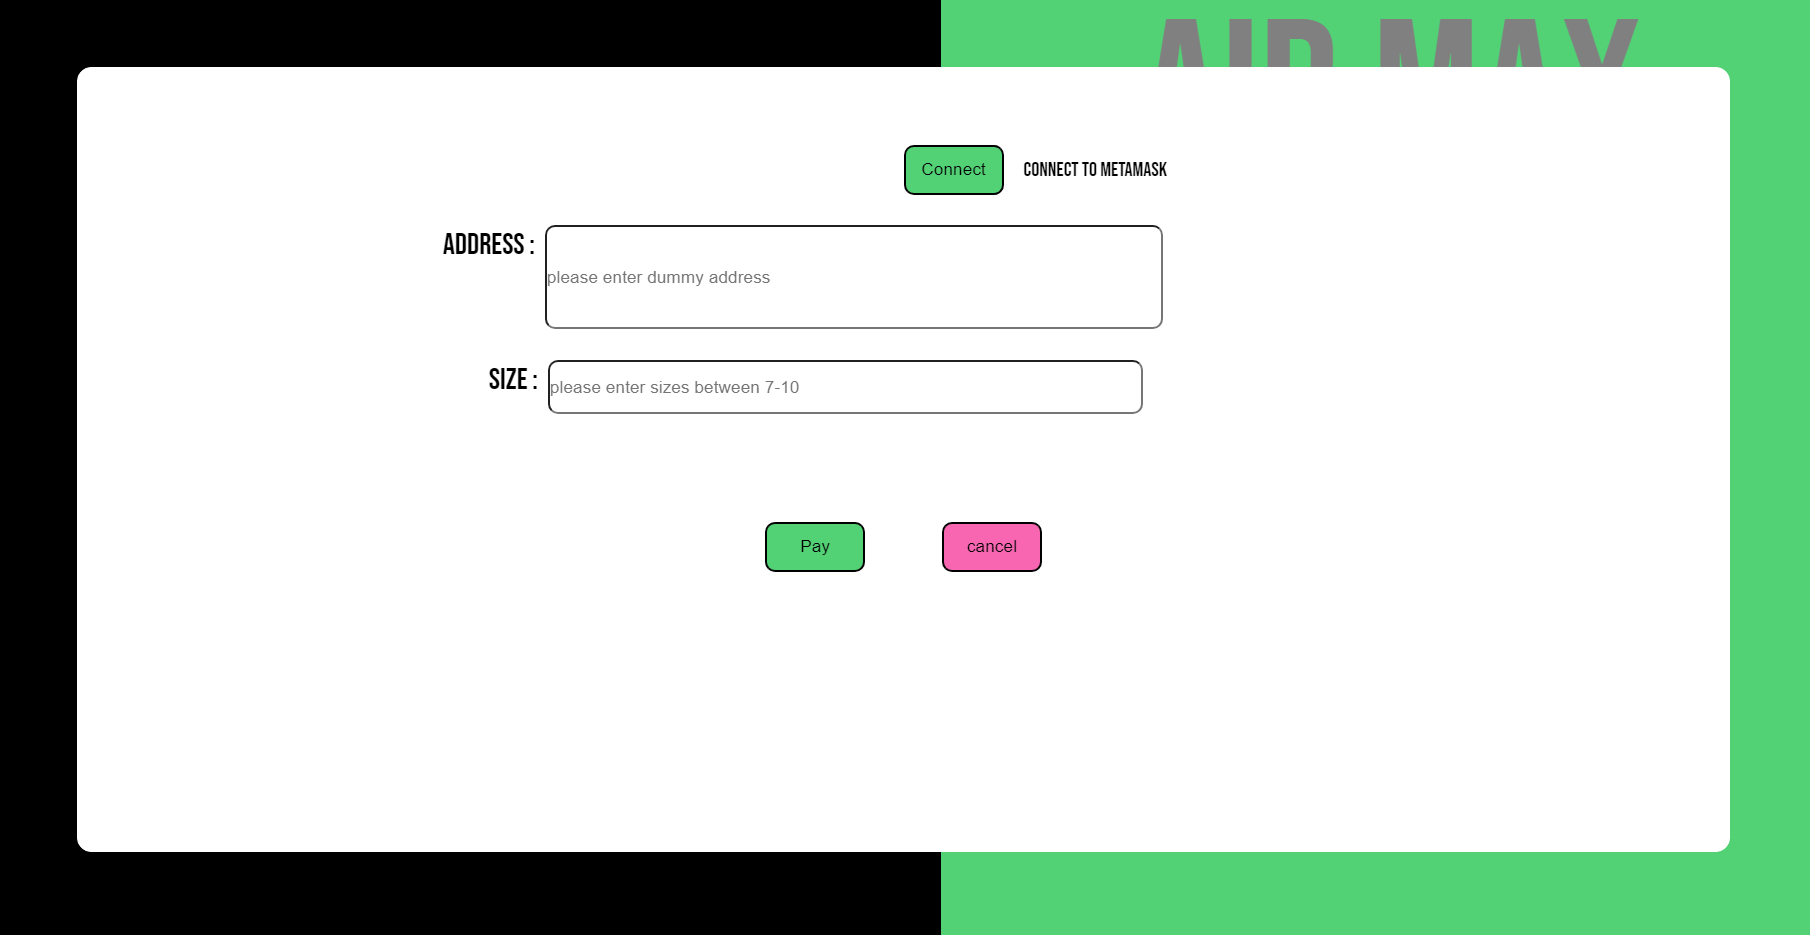 AIR MAX
Connect CONNECT TO METAMASK
ADDRESS :
please enter dummy address
SIZE :
please enter sizes between 7-10
Pay cancel